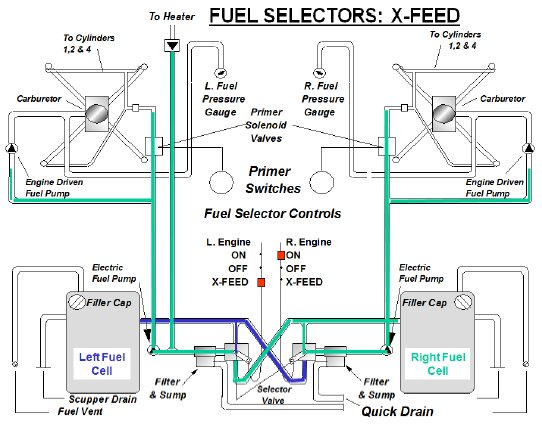 FUEL SELECTORS: X-FEED
To Heater
To Cylinders
1,2 & 4
To Cylinders
1,2 & 4
L. Fuel
Pressure
Gauge
R. Fuel
Pressure
Gauge
Carburetor
Carburetor
Primer
Solenoid
Valves
Engine Driven
Fuel Pump
Primer
Switches
Engine Driven
Fuel Pump
Fuel Selector Controls
L. Engine
ON
OFF
X-FEED
R. Engine
ON
OFF
X-FEED
Electric
Fuel Pump
Electric
Fuel Pump
Filler Cap
Filler Cap
Left Fuel
Cell
Right Fuel
Cell
Filter
& Sump
Selector
Valve
Filter
& Sump
Scupper Drain
Fuel Vent
Quick Drain